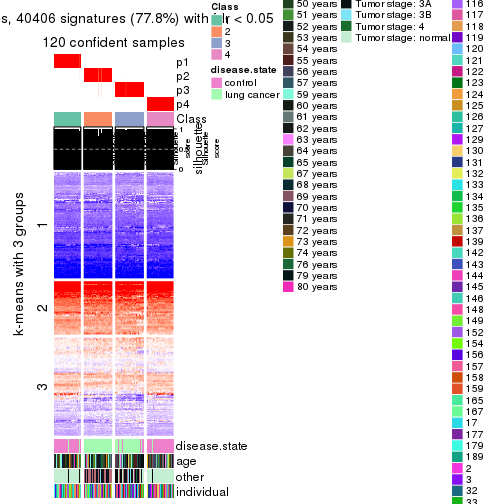 s, 40406 signatures (77.8%) with fdr < 0.05
120 confident samples
p1
p2
p3
p4
Class
1
0.5
0
Silhouette
score
silhouette
score
Silhouette
score
k-means with 3 groups
1
2
3
disease.state
age
other
individual
Class
1
2
3
4
disease.state
control
lung cancer
50 years
51 years
52 years
53 years
54 years
55 years
56 years
57 years
59 years
60 years
61 years
62 years
63 years
64 years
65 years
67 years
68 years
69 years
70 years
71 years
72 years
73 years
74 years
76 years
79 years
80 years
Tumor stage: 3A
Tumor stage: 3B
Tumor stage: 4
Tumor stage: normal
116
117
118
119
120
121
122
123
124
125
126
127
129
130
131
132
133
134
135
136
137
139
142
143
144
145
146
148
149
152
154
156
157
158
159
165
167
17
177
179
189
2
3
32
33